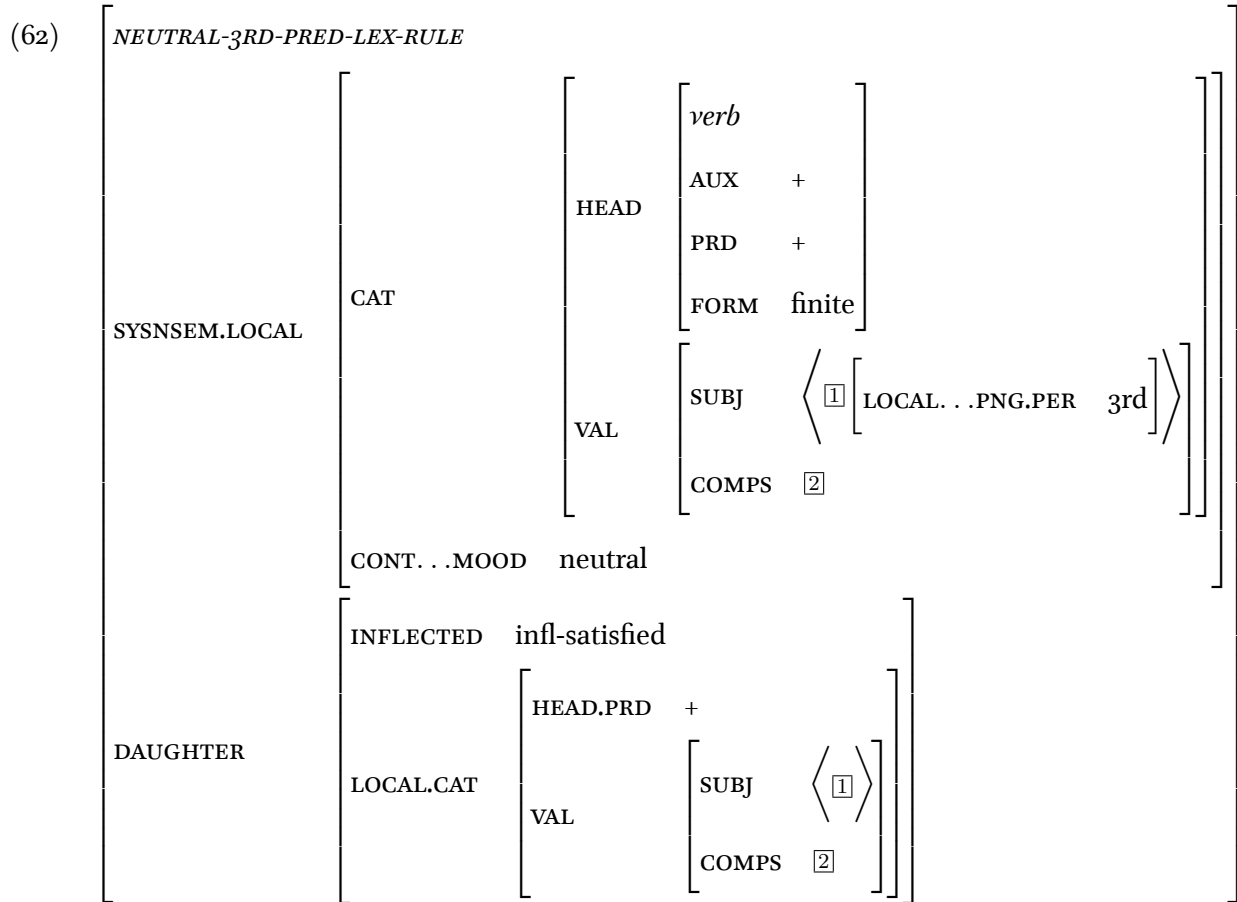 (62) NEUTRAL-3RD-PRED-LEX-RULE
verb
AUX +
HEAD
PRD +
CAT
FORM finite
SYSNSEM.LOCAL
SUBJ ⟨ 1 [LOCAL...PNG.PER 3rd] ⟩
VAL
COMPS 2
CONT...MOOD neutral
INFLECTED infl-satisfied
HEAD.PRD +
DAUGHTER
LOCAL.CAT SUBJ ⟨ 1 ⟩
VAL
COMPS 2